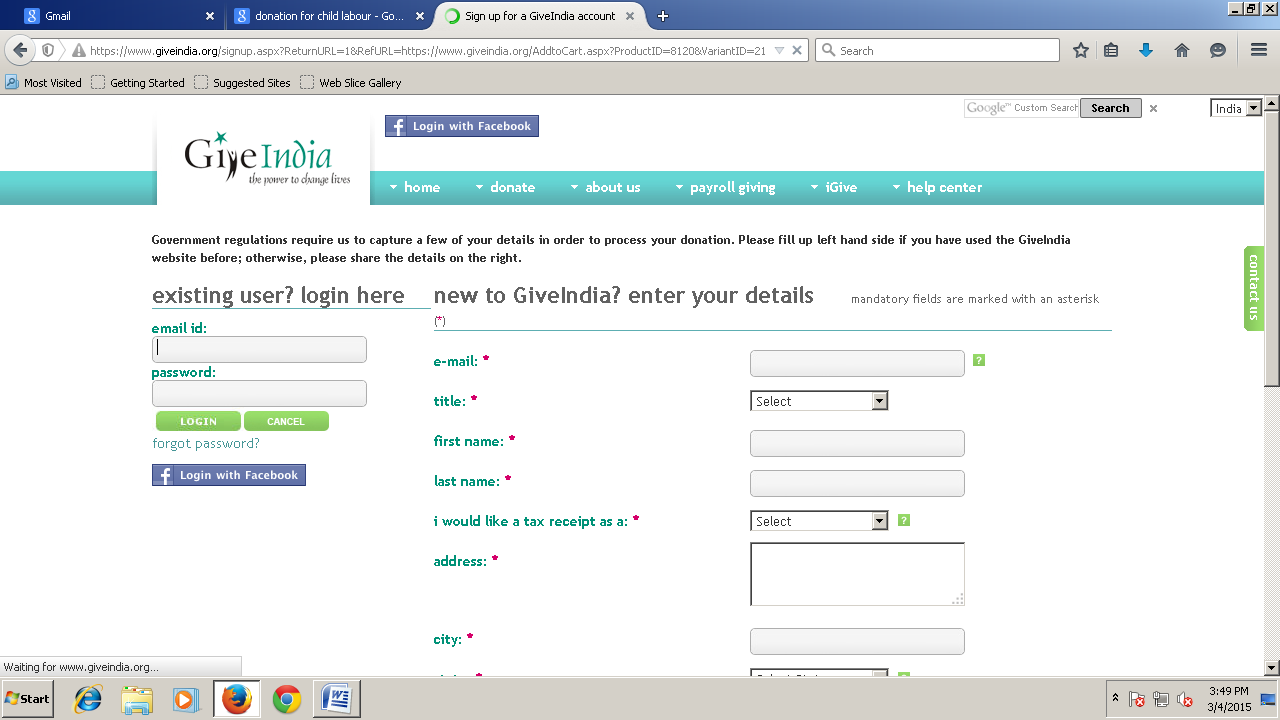 Gmail
donation for child labour - Go...
Sign up for a GiveIndia account
https://www.giveindia.org/signup.aspx?ReturnURL=1&RefURL=https://www.giveindia.org/AddtoCart.aspx?ProductID=8120&VariantID=21
Search
Most Visited
Getting Started
Suggested Sites
Web Slice Gallery
Google™ Custom Search
Search
India
Login with Facebook
GiveIndia
the power to change lives
home
donate
about us
payroll giving
iGive
help center
Government regulations require us to capture a few of your details in order to process your donation. Please fill up left hand side if you have used the GiveIndia
website before; otherwise, please share the details on the right.
contact us
existing user? login here
email id:
password:
LOGIN
CANCEL
forgot password?
Login with Facebook
new to GiveIndia? enter your details
mandatory fields are marked with an asterisk
(*)
e-mail: *
?
title: *
Select
first name: *
last name: *
i would like a tax receipt as a: *
Select
?
address: *
city: *
Waiting for www.giveindia.org...
Start
3:49 PM
3/4/2015